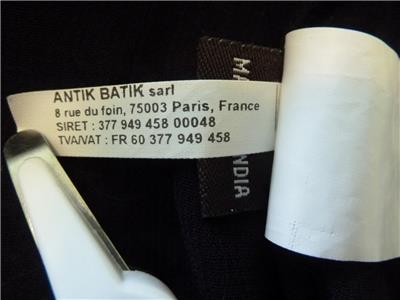 ANTIK BATIK sarl
8 rue du foin, 75003 Paris, France
SIRET : 377 949 458 00048
TVA/VAT : FR 60 377 949 458